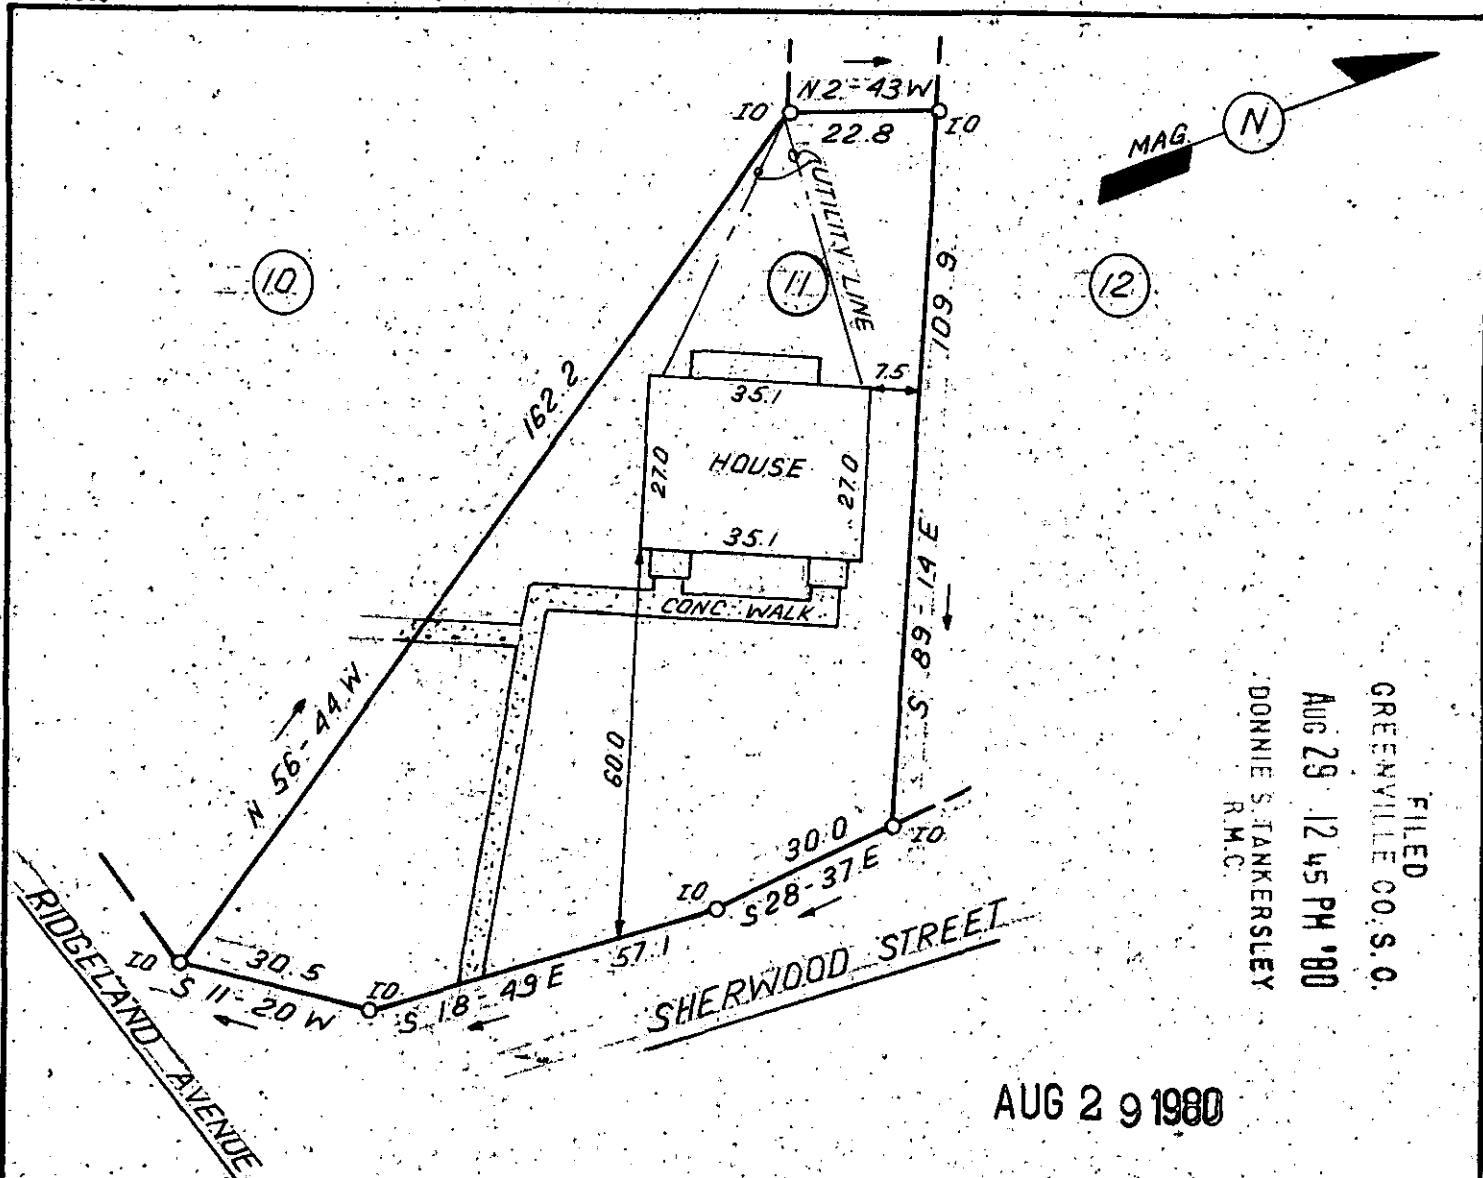 N 2-43 W
IO
22.8
IO
MAG.
N
UTILITY LINE
10
11
12
109.9
162.2
7.5
35.1
HOUSE
27.0
27.0
35.1
CONC. WALK
S 89-14 E
N 56-44 W
60.0
30.0
IO
IO
S 28-37 E
57.1
SHERWOOD STREET
IO
30.5
IO
S 11-20 W
S 18-49 E
RIDGELAND AVENUE
FILED
GREENVILLE CO. S. C.
AUG 29 12 45 PM '80
DONNIE S. TANKERSLEY
R.M.C.
AUG 29 1980